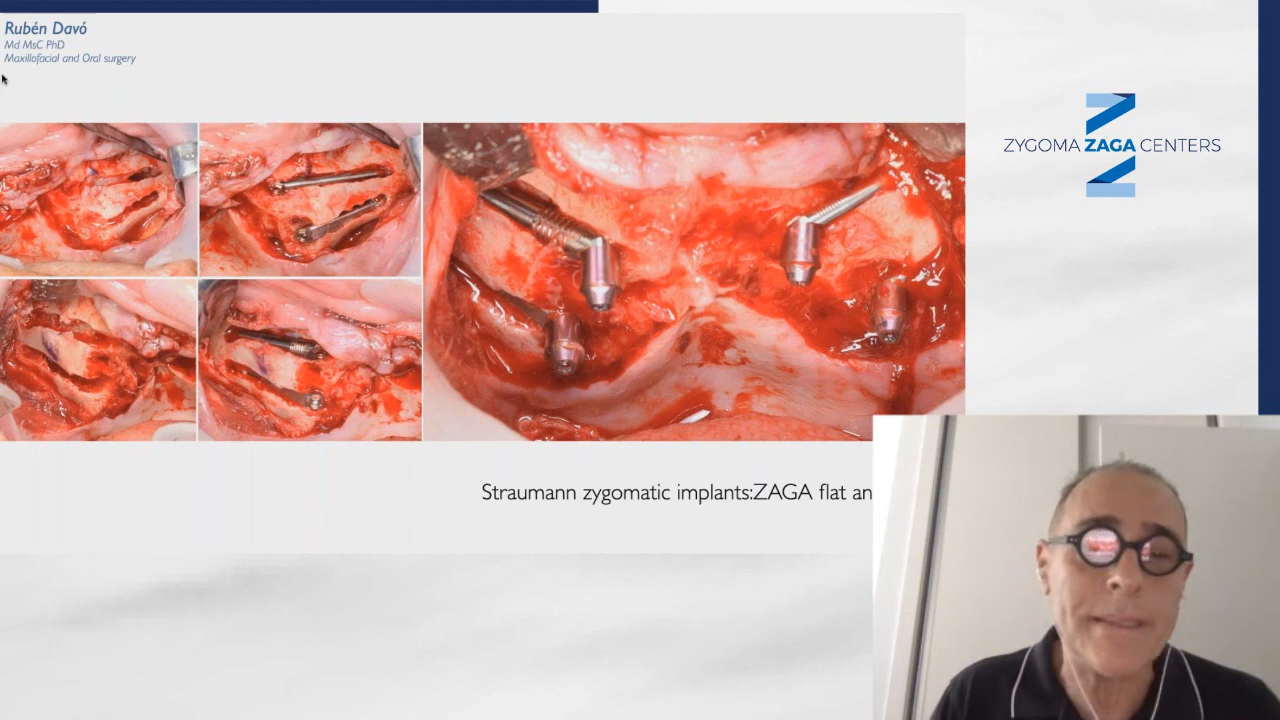 Rubén Davó
Md MsC PhD
Maxillofacial and Oral surgery
ZYGOMA ZAGA CENTERS
Straumann zygomatic implants:ZAGA flat an